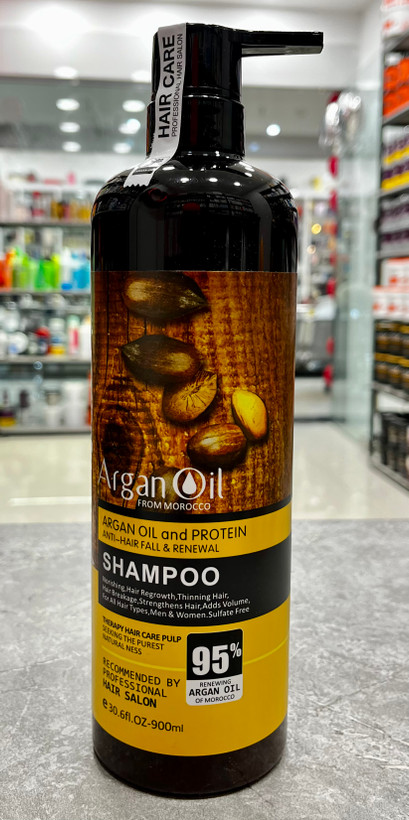 HAIR CARE
PROFESSIONAL HAIR SALON
Argan Oil
FROM MOROCCO
ARGAN OIL and PROTEIN
ANTI-HAIR FALL & RENEWAL
SHAMPOO
Nourishing,Hair Regrowth,Thinning Hair,
Hair Breakage,Strengthens Hair,Adds Volume,
For All Hair Types,Men & Women.Sulfate Free
THERAPY HAIR CARE PULP
SEEKING THE PUREST
NATURAL NESS
95%
RENEWING
ARGAN OIL
OF MOROCCO
RECOMMENDED BY
PROFESSIONAL
HAIR SALON
e30.6fl.OZ-900ml